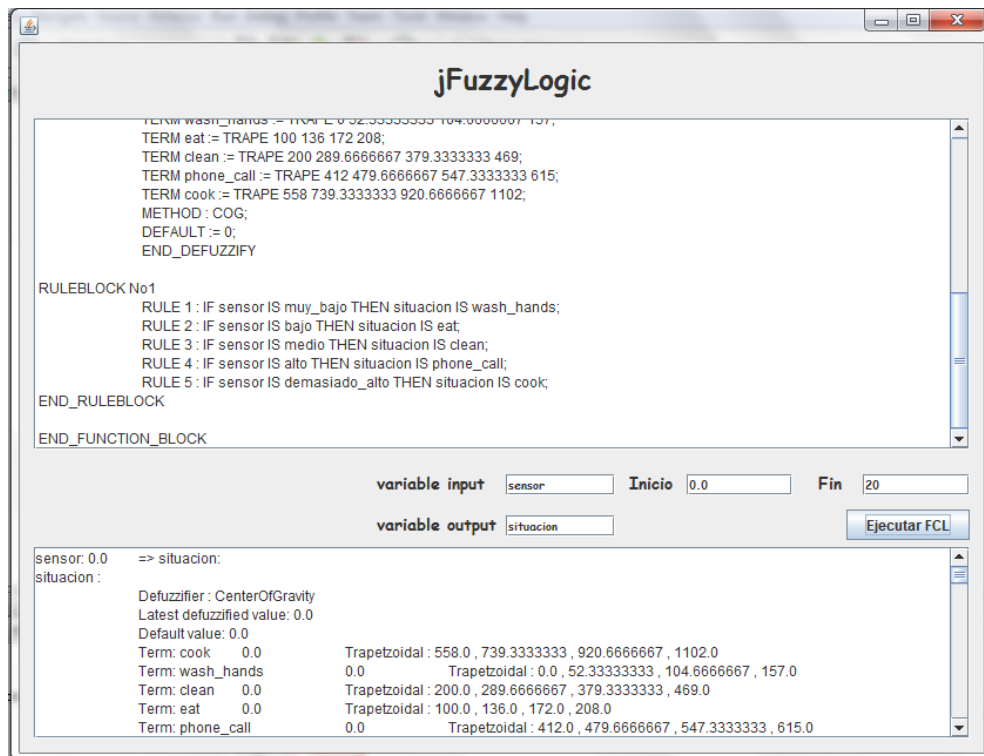 jFuzzyLogic
TERM wash_hands := TRAPE 0 52.33333333 104.6666667 157;
TERM eat := TRAPE 100 136 172 208;
TERM clean := TRAPE 200 289.6666667 379.3333333 469;
TERM phone_call := TRAPE 412 479.6666667 547.3333333 615;
TERM cook := TRAPE 558 739.3333333 920.6666667 1102;
METHOD : COG;
DEFAULT := 0;
END_DEFUZZIFY
RULEBLOCK No1
RULE 1 : IF sensor IS muy_bajo THEN situacion IS wash_hands;
RULE 2 : IF sensor IS bajo THEN situacion IS eat;
RULE 3 : IF sensor IS medio THEN situacion IS clean;
RULE 4 : IF sensor IS alto THEN situacion IS phone_call;
RULE 5 : IF sensor IS demasiado_alto THEN situacion IS cook;
END_RULEBLOCK
END_FUNCTION_BLOCK
variable input sensor Inicio 0.0 Fin 20
variable output situacion Ejecutar FCL
sensor: 0.0 => situacion:
situacion :
Defuzzifier : CenterOfGravity
Latest defuzzified value: 0.0
Default value: 0.0
Term: cook 0.0 Trapetzoidal : 558.0 , 739.3333333 , 920.6666667 , 1102.0
Term: wash_hands 0.0 Trapetzoidal : 0.0 , 52.33333333 , 104.6666667 , 157.0
Term: clean 0.0 Trapetzoidal : 200.0 , 289.6666667 , 379.3333333 , 469.0
Term: eat 0.0 Trapetzoidal : 100.0 , 136.0 , 172.0 , 208.0
Term: phone_call 0.0 Trapetzoidal : 412.0 , 479.6666667 , 547.3333333 , 615.0